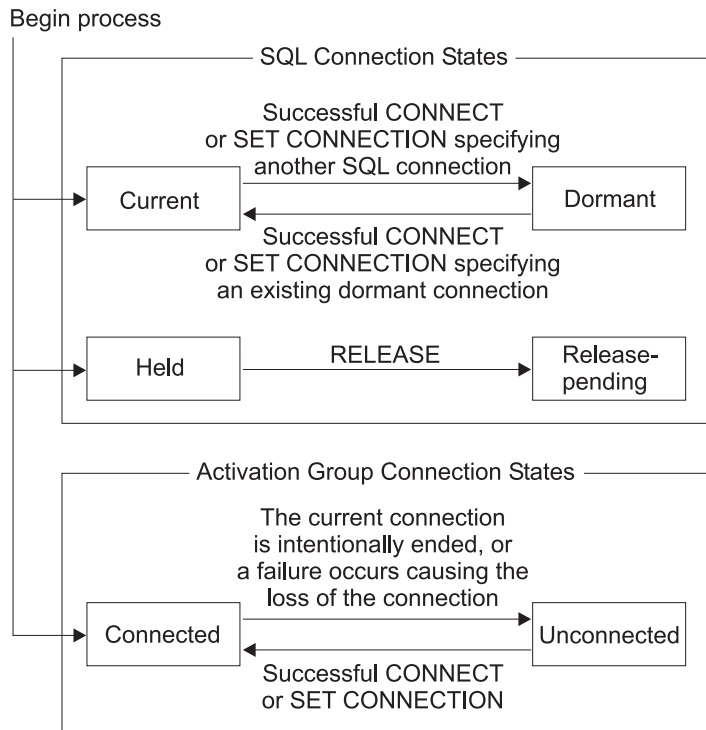 Begin process
SQL Connection States
Successful CONNECT
or SET CONNECTION specifying
another SQL connection
Current
Dormant
Successful CONNECT
or SET CONNECTION specifying
an existing dormant connection
Held
RELEASE
Release-
pending
Activation Group Connection States
The current connection
is intentionally ended, or
a failure occurs causing the
loss of the connection
Connected
Unconnected
Successful CONNECT
or SET CONNECTION